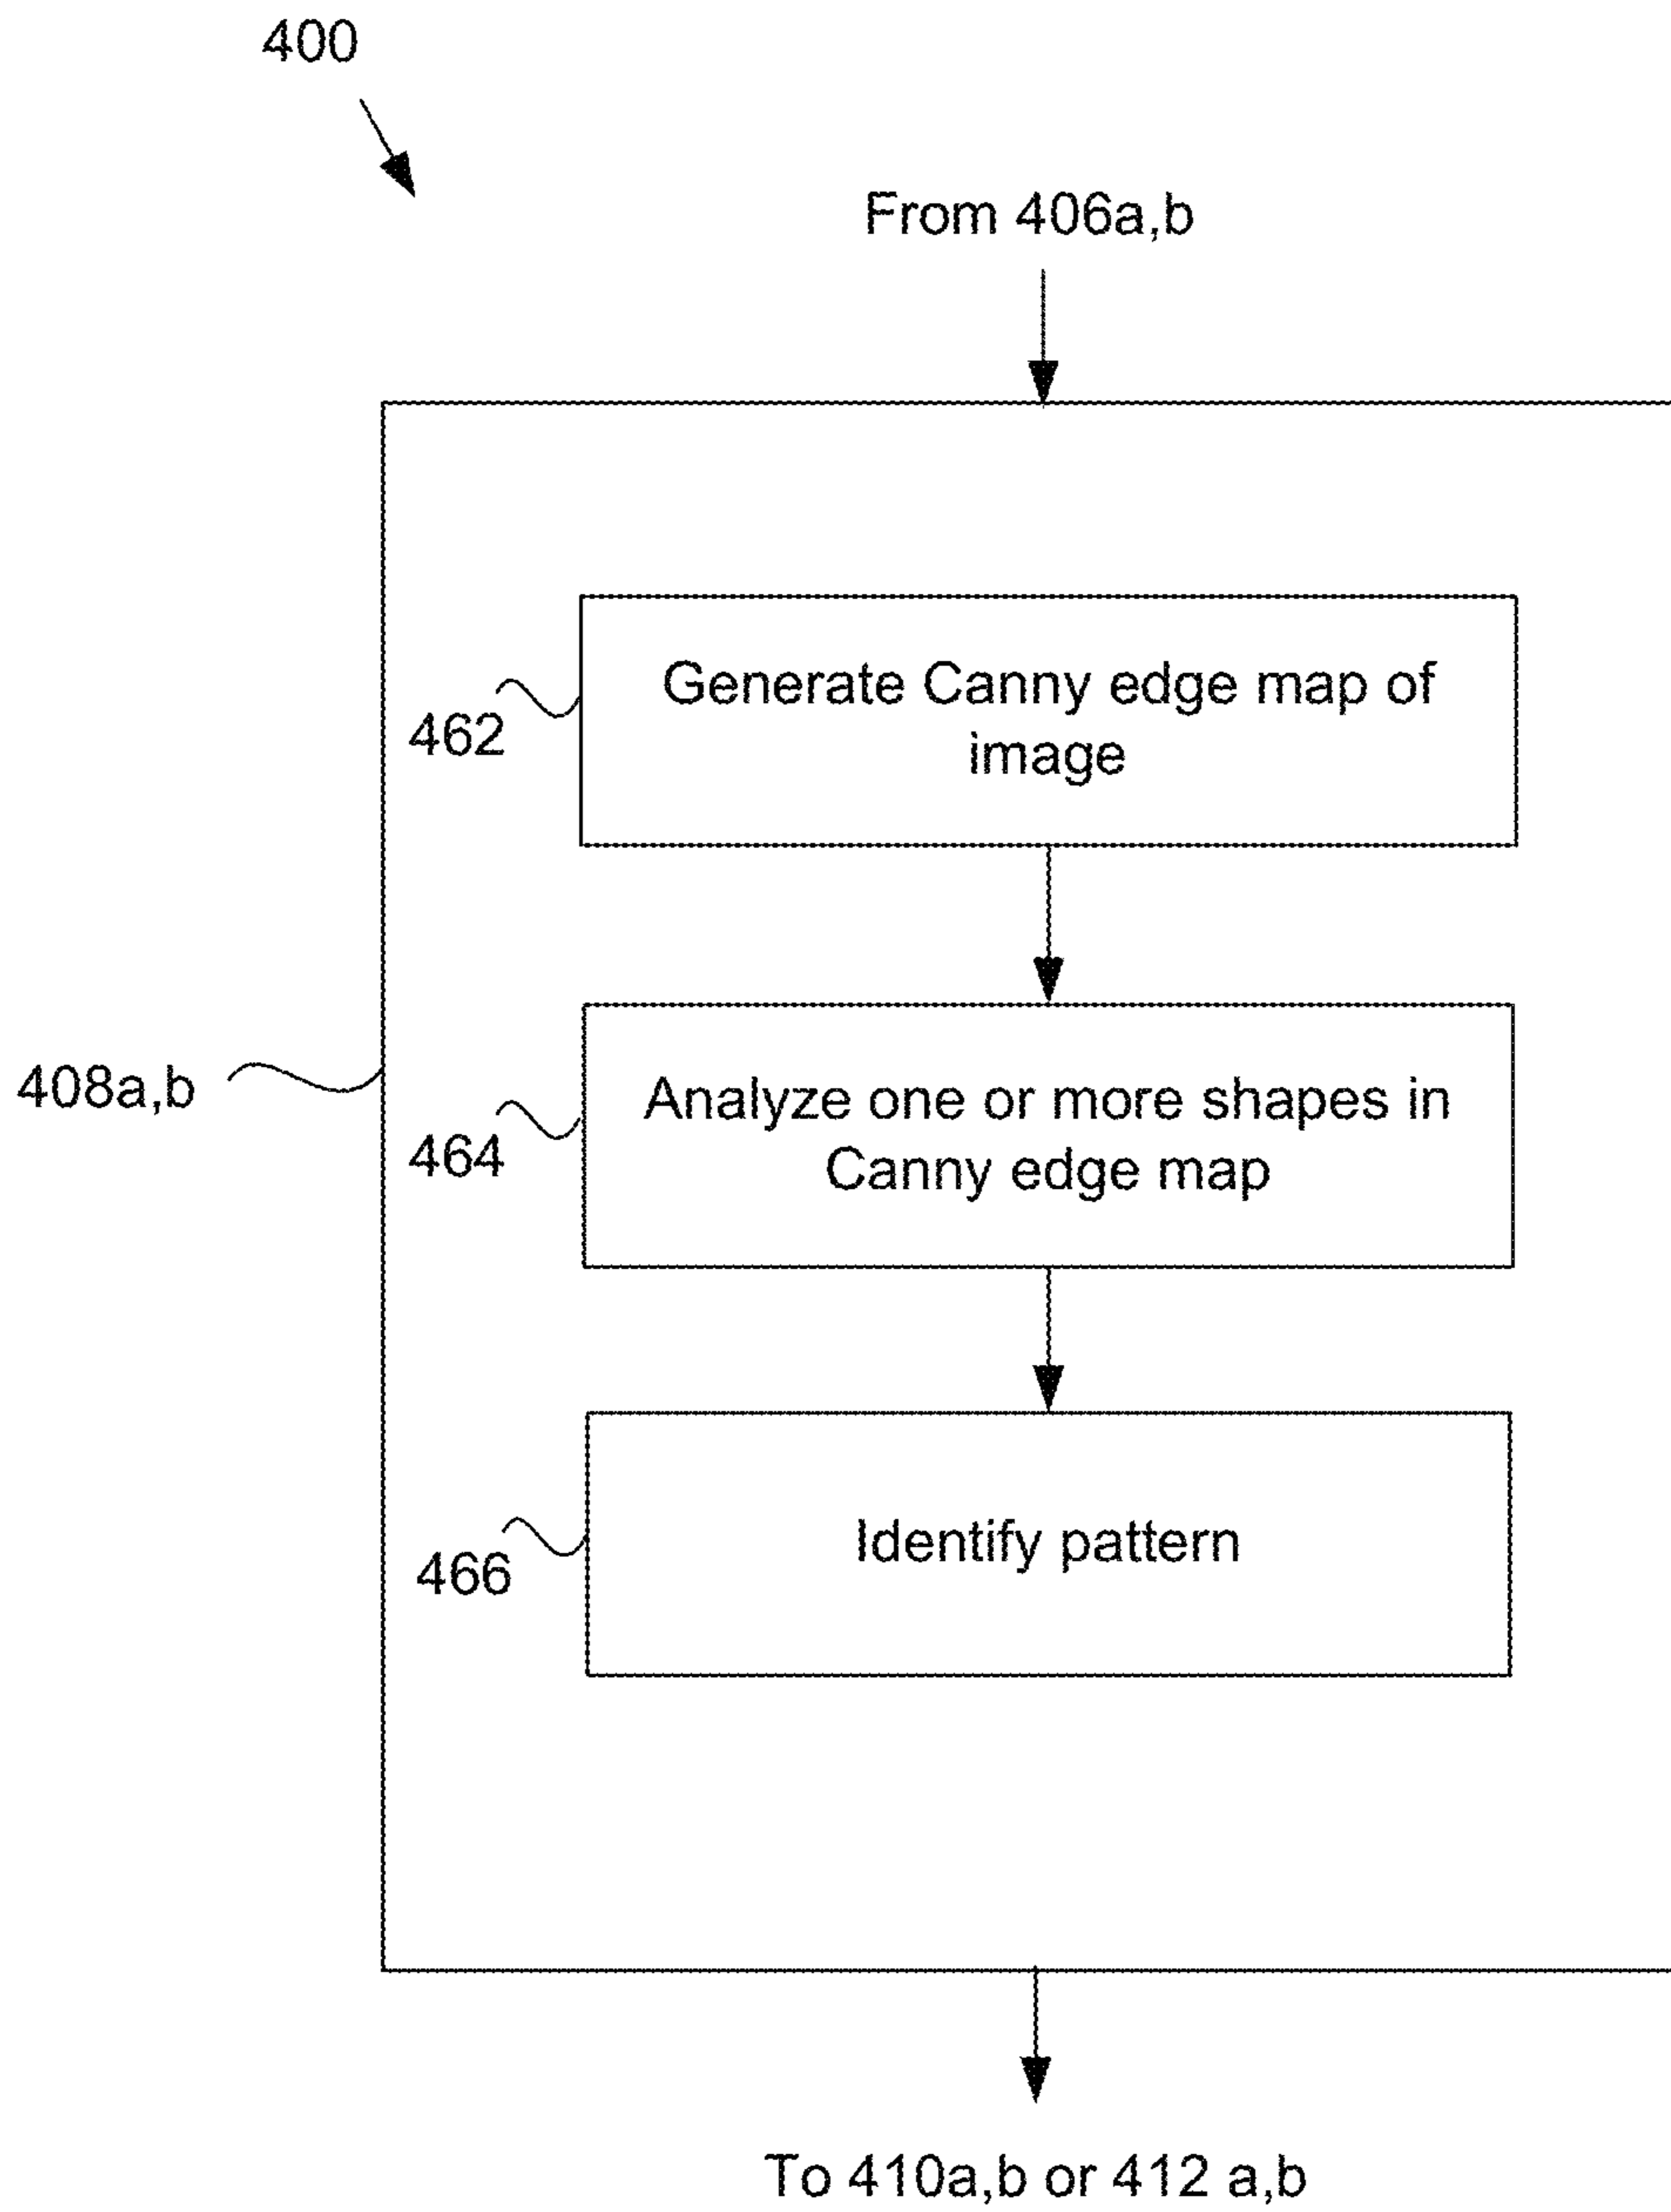 400
From 406a,b
Generate Canny edge map of
image
462
408a,b
Analyze one or more shapes in
Canny edge map
464
Identify pattern
466
To 410a,b or 412 a,b